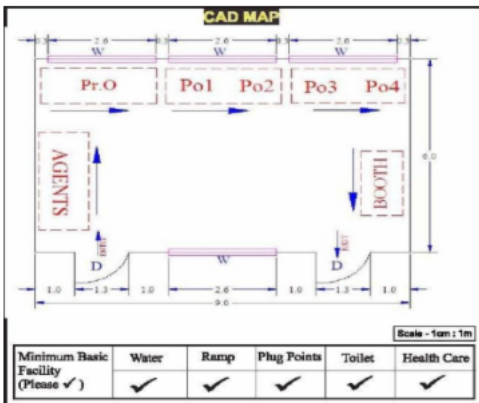 CAD MAP
0.3 2.6 0.3 2.6 0.3 2.6 0.3
W W W
Pr.O Po1 Po2 Po3 Po4
AGENTS
BOOTH
6.0
EXIT
D W D
1.0 1.3 1.0 2.6 1.0 1.3 1.0
9.6
Scale - 1cm : 1m
Minimum Basic Facility (Please ✓) Water Ramp Plug Points Toilet Health Care
✓ ✓ ✓ ✓ ✓